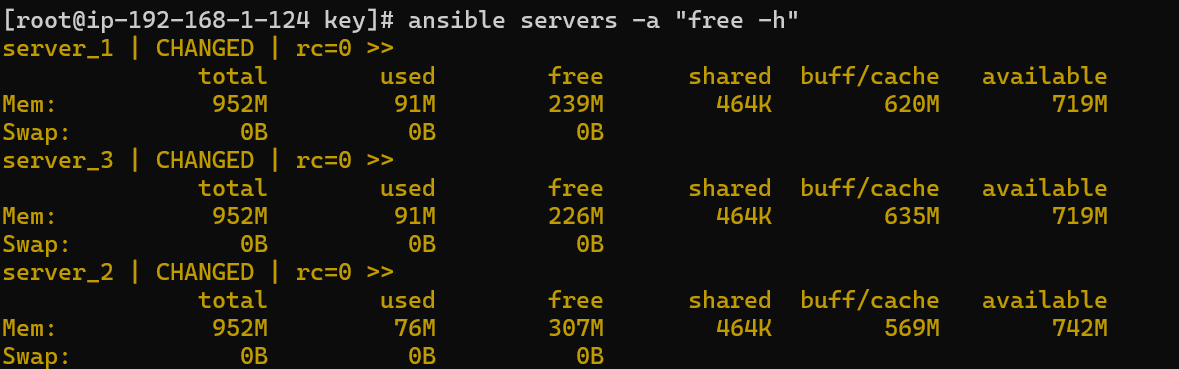 [root@ip-192-168-1-124 key]# ansible servers -a "free -h"
server_1 | CHANGED | rc=0 >>
              total        used        free      shared  buff/cache   available
Mem:           952M         91M        239M        464K        620M        719M
Swap:            0B          0B          0B
server_3 | CHANGED | rc=0 >>
              total        used        free      shared  buff/cache   available
Mem:           952M         91M        226M        464K        635M        719M
Swap:            0B          0B          0B
server_2 | CHANGED | rc=0 >>
              total        used        free      shared  buff/cache   available
Mem:           952M         76M        307M        464K        569M        742M
Swap:            0B          0B          0B